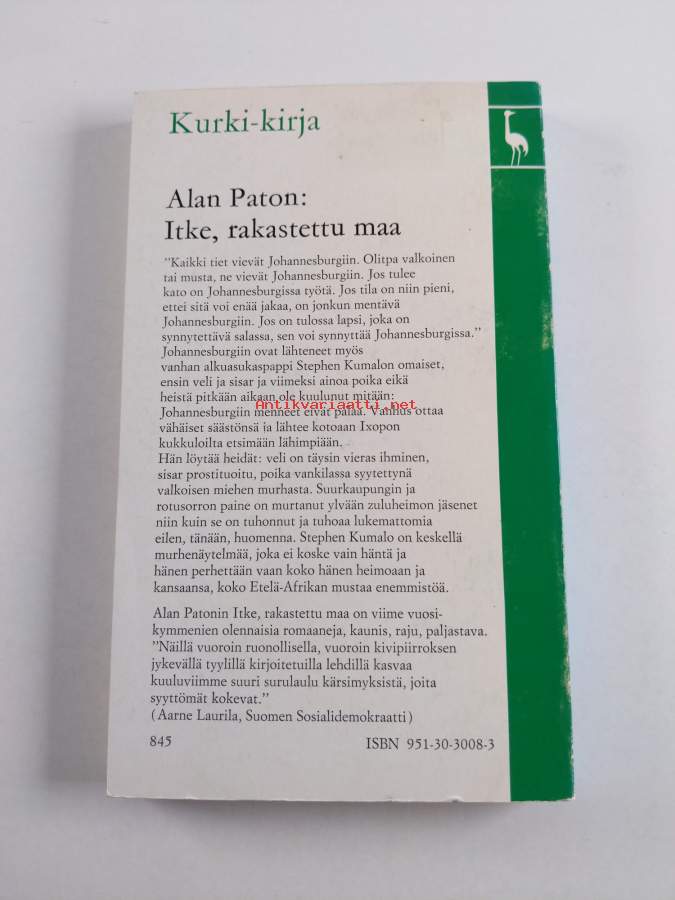 Kurki-kirja
Alan Paton:
Itke, rakastettu maa
"Kaikki tiet vievät Johannesburgiin. Olitpa valkoinen
tai musta, ne vievät Johannesburgiin. Jos tulee
kato on Johannesburgissa työtä. Jos tila on niin pieni,
ettei sitä voi enää jakaa, on jonkun mentävä
Johannesburgiin. Jos on tulossa lapsi, joka on
synnytettävä salassa, sen voi synnyttää Johannesburgissa."
Johannesburgiin ovat lähteneet myös
vanhan alkuasukaspappi Stephen Kumalon omaiset,
ensin veli ja sisar ja viimeksi ainoa poika eikä
heistä pitkään aikaan ole kuulunut mitään:
Antikvariaatti.net
Johannesburgiin menneet eivät palaa. Vanhus ottaa
vähäiset säästönsä ja lähtee kotoaan Ixopon
kukkuloilta etsimään lähimpiään.
Hän löytää heidät: veli on täysin vieras ihminen,
sisar prostituoitu, poika vankilassa syytettynä
valkoisen miehen murhasta. Suurkaupungin ja
rotusorron paine on murtanut ylvään zuluheimon jäsenet
niin kuin se on tuhonnut ja tuhoaa lukemattomia
eilen, tänään, huomenna. Stephen Kumalo on keskellä
murhenäytelmää, joka ei koske vain häntä ja
hänen perhettään vaan koko hänen heimoaan ja
kansaansa, koko Etelä-Afrikan mustaa enemmistöä.
Alan Patonin Itke, rakastettu maa on viime vuosi-
kymmenien olennaisia romaaneja, kaunis, raju, paljastava.
"Näillä vuoroin ruonollisella, vuoroin kivipiirroksen
jykevällä tyylillä kirjoitetuilla lehdillä kasvaa
kuuluviimme suuri surulaulu kärsimyksistä, joita
syyttömät kokevat."
(Aarne Laurila, Suomen Sosialidemokraatti)
845
ISBN 951-30-3008-3